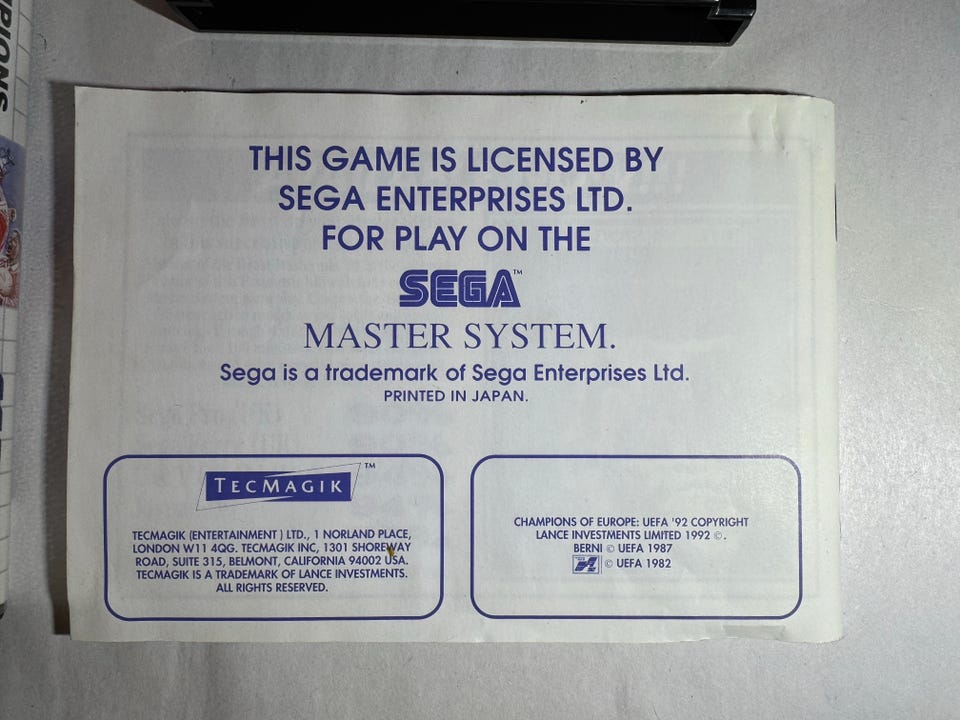 THIS GAME IS LICENSED BY
SEGA ENTERPRISES LTD.
FOR PLAY ON THE
SEGA™
MASTER SYSTEM.
Sega is a trademark of Sega Enterprises Ltd.
PRINTED IN JAPAN.
TECMAGIK™
TECMAGIK (ENTERTAINMENT ) LTD., 1 NORLAND PLACE,
LONDON W11 4QG. TECMAGIK INC, 1301 SHOREWAY
ROAD, SUITE 315, BELMONT, CALIFORNIA 94002 USA.
TECMAGIK IS A TRADEMARK OF LANCE INVESTMENTS.
ALL RIGHTS RESERVED.
CHAMPIONS OF EUROPE: UEFA '92 COPYRIGHT
LANCE INVESTMENTS LIMITED 1992 ©.
BERNI © UEFA 1987
© UEFA 1982